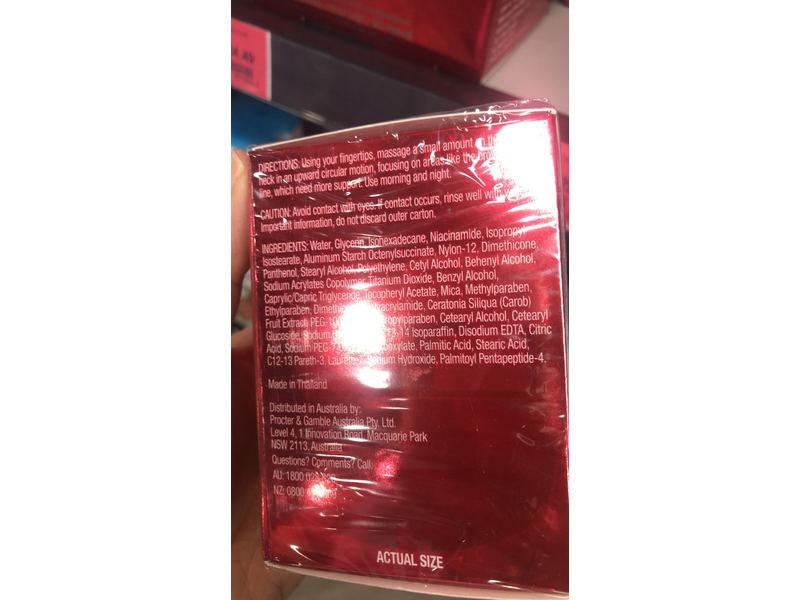 4.49
DIRECTIONS: Using your fingertips, massage a small amount
neck in an upward circular motion, focusing on areas like the
line, which need more support. Use morning and night.
CAUTION: Avoid contact with eyes. If contact occurs, rinse well with
Important information, do not discard outer carton.
INGREDIENTS: Water, Glycerin, Isohexadecane, Niacinamide, Isopropyl
Isostearate, Aluminum Starch Octenylsuccinate, Nylon-12, Dimethicone,
Panthenol, Stearyl Alcohol, Polyethylene, Cetyl Alcohol, Behenyl Alcohol,
Sodium Acrylates Copolymer, Titanium Dioxide, Benzyl Alcohol,
Caprylic/Capric Triglyceride, Tocopheryl Acetate, Mica, Methylparaben,
Ethylparaben, Ceratonia Siliqua (Carob)
Fruit Extract, Cetearyl Alcohol, Cetearyl
Glucoside, Sodium Isoparaffin, Disodium EDTA, Citric
Acid, Sodium Palmitic Acid, Stearic Acid,
C12-13 Pareth-3, Hydroxide, Palmitoyl Pentapeptide-4.
Made in Thailand
Distributed in Australia by:
Procter & Gamble Australia Pty. Ltd.
Level 4, 1 Innovation Road, Macquarie Park
NSW 2113, Australia
Questions? Comments? Call:
AU: 1800
NZ: 0800
ACTUAL SIZE